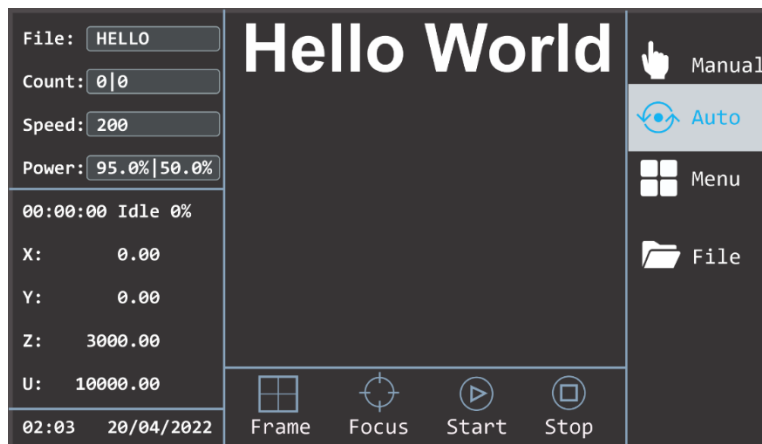 File: HELLO
Count: 0|0
Speed: 200
Power: 95.0%|50.0%
00:00:00 Idle 0%
X: 0.00
Y: 0.00
Z: 3000.00
U: 10000.00
02:03 20/04/2022
Hello World
Frame Focus Start Stop
Manual
Auto
Menu
File